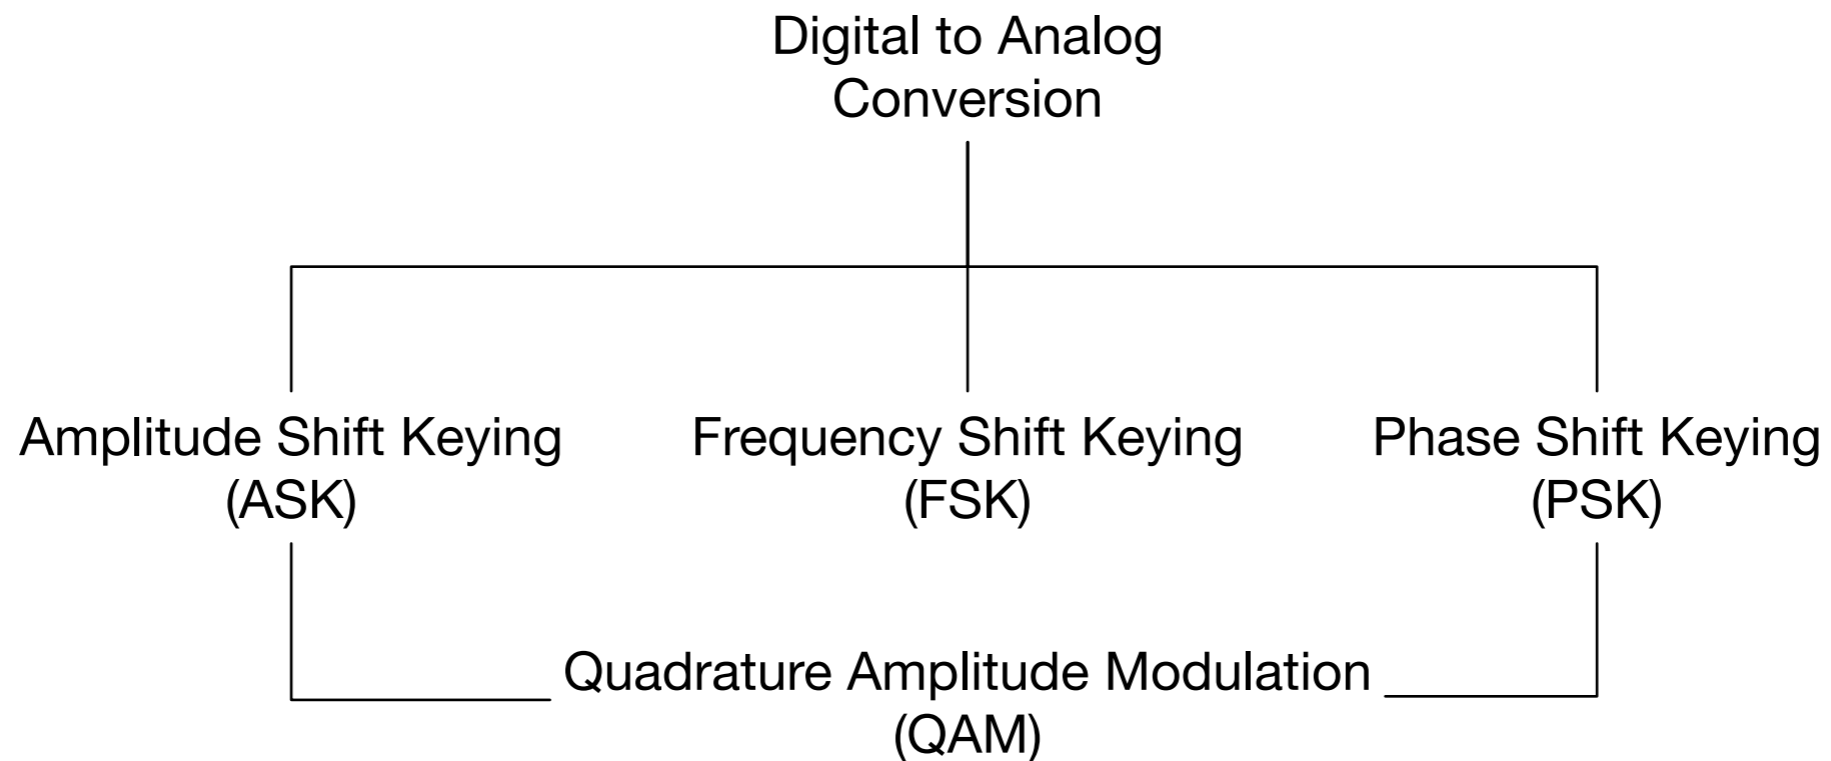 Digital to Analog
Conversion
Amplitude Shift Keying
(ASK)
Frequency Shift Keying
(FSK)
Phase Shift Keying
(PSK)
Quadrature Amplitude Modulation
(QAM)